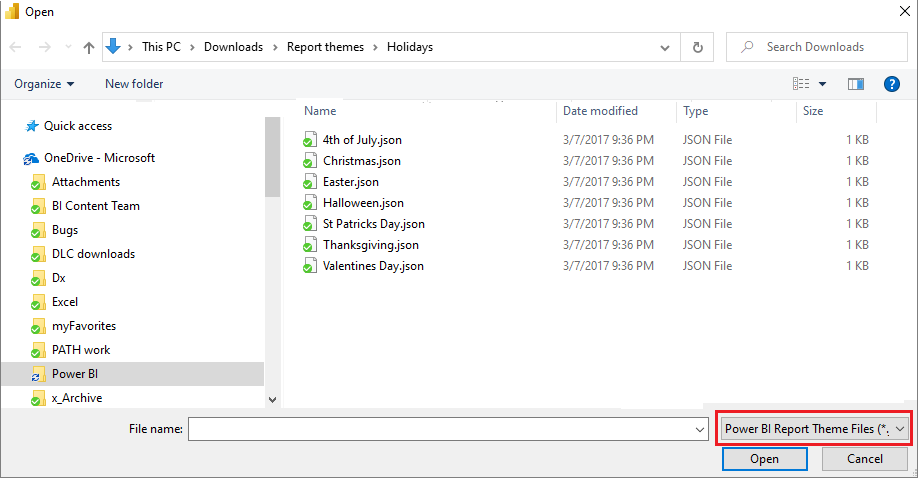 Open
This PC > Downloads > Report themes > Holidays
Search Downloads
Organize
New folder
?
Name
Date modified
Type
Size
Quick access
OneDrive - Microsoft
Attachments
BI Content Team
Bugs
DLC downloads
Dx
Excel
myFavorites
PATH work
Power BI
x_Archive
4th of July.json 3/7/2017 9:36 PM JSON File 1 KB
Christmas.json 3/7/2017 9:36 PM JSON File 1 KB
Easter.json 3/7/2017 9:36 PM JSON File 1 KB
Halloween.json 3/7/2017 9:36 PM JSON File 1 KB
St Patricks Day.json 3/7/2017 9:36 PM JSON File 1 KB
Thanksgiving.json 3/7/2017 9:36 PM JSON File 1 KB
Valentines Day.json 3/7/2017 9:36 PM JSON File 1 KB
File name:
Power BI Report Theme Files (*.
Open
Cancel